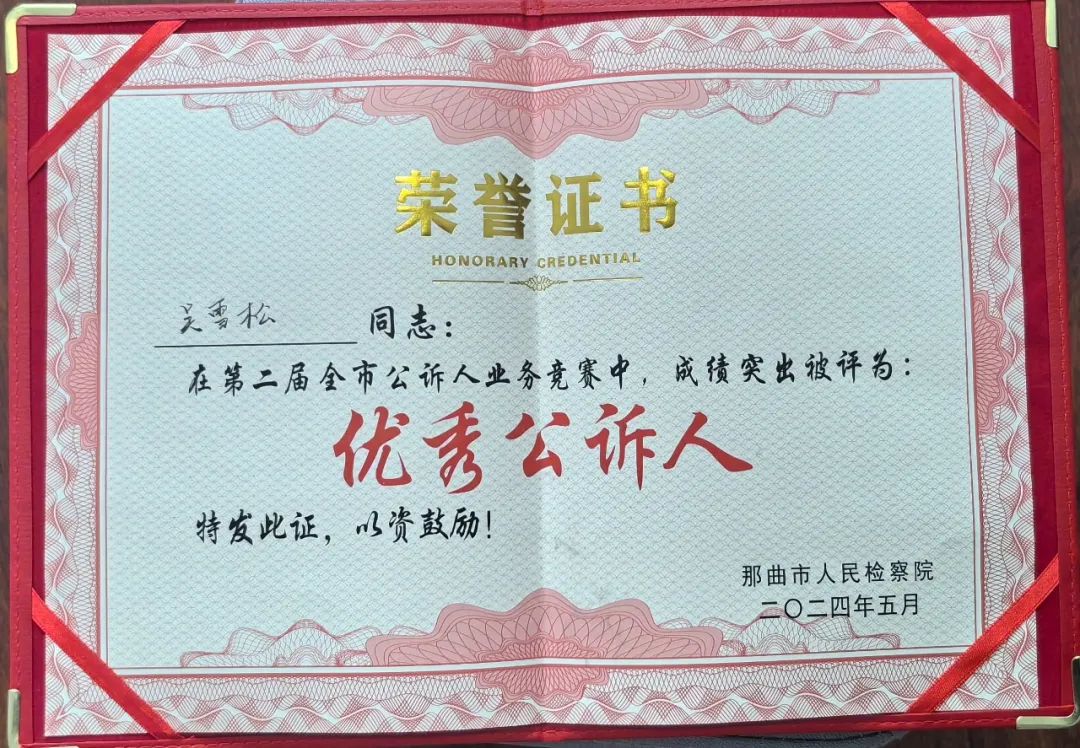 荣誉证书
HONORARY CREDENTIAL
吴雪松 同志：
在第二届全市公诉人业务竞赛中，成绩突出被评为：
优秀公诉人
特发此证，以资鼓励！
那曲市人民检察院
二〇二四年五月